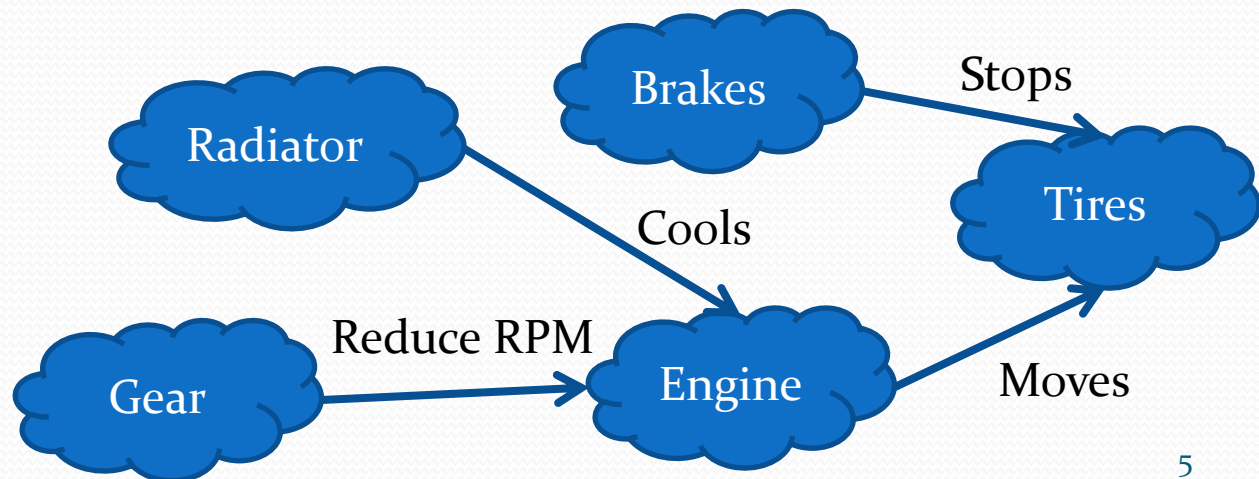 Brakes
Stops
Radiator
Tires
Cools
Reduce RPM
Gear
Engine
Moves
5